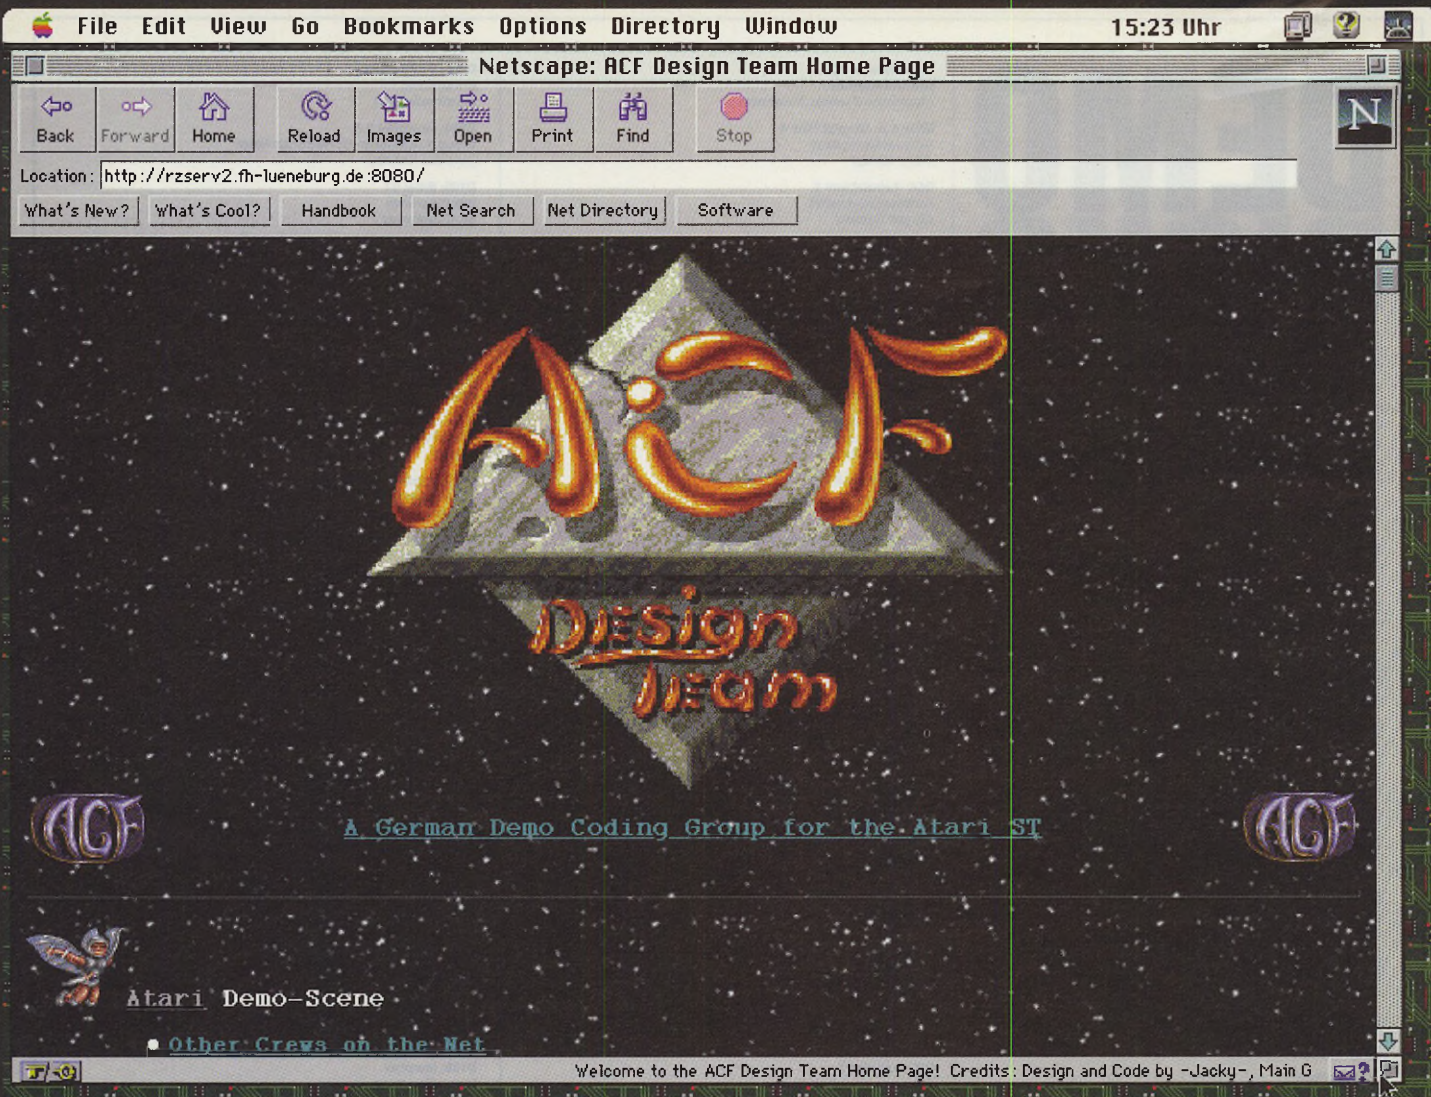 File Edit View Go Bookmarks Options Directory Window 15:23 Uhr
Netscape: ACF Design Team Home Page
Back Forward Home Reload Images Open Print Find Stop
N
Location: http://rzserv2.fh-lueneburg.de:8080/
What's New? What's Cool? Handbook Net Search Net Directory Software
ACF
Design
Team
ACF A German Demo Coding Group for the Atari ST ACF
Atari Demo-Scene
Other Crews on the Net
Welcome to the ACF Design Team Home Page! Credits: Design and Code by -Jacky-, Main G